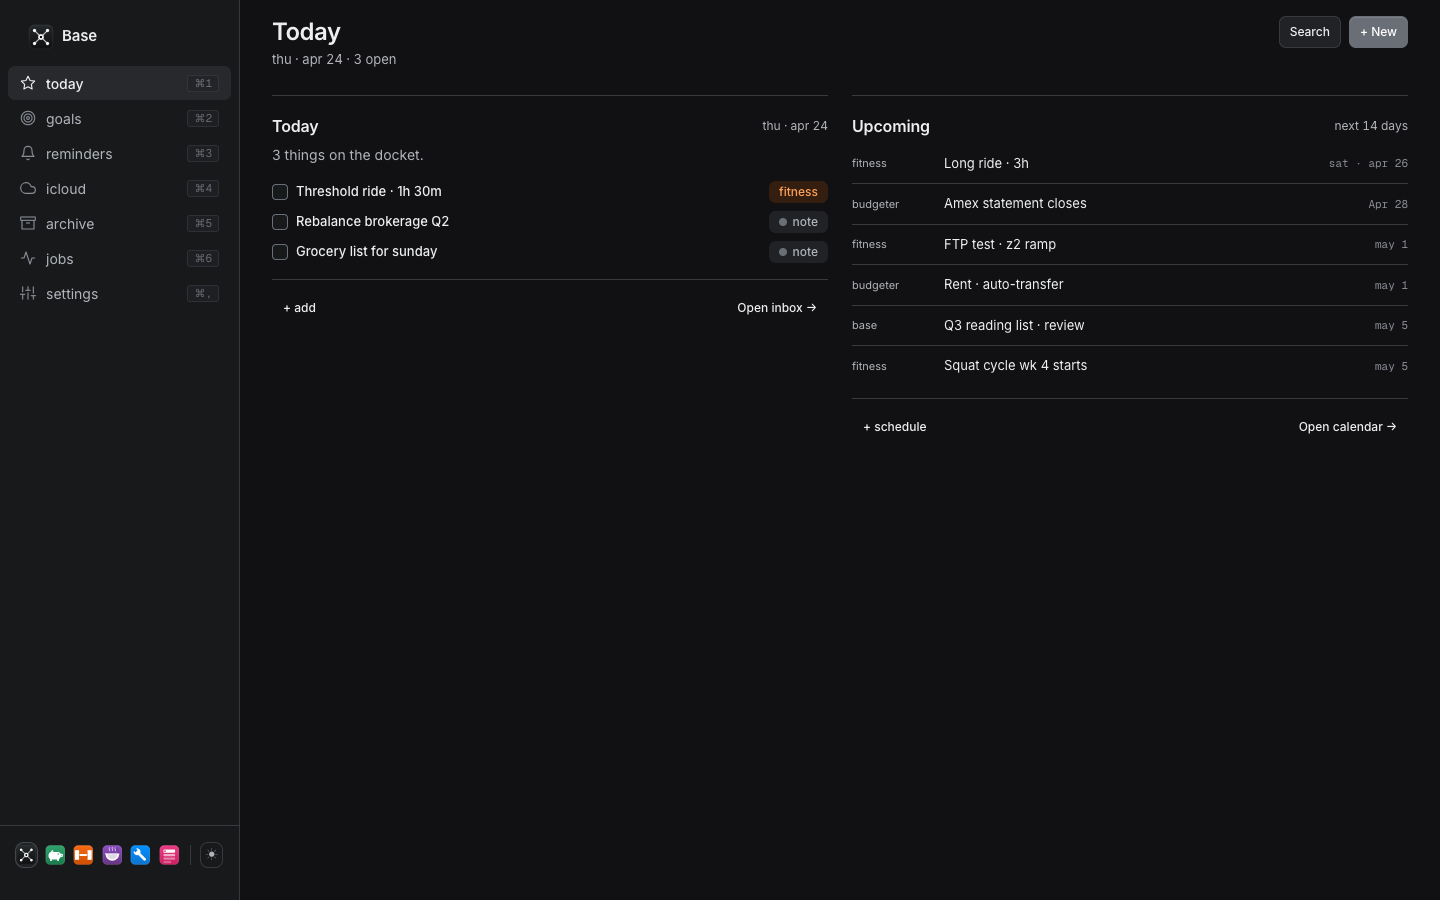 Base
today ⌘1
goals ⌘2
reminders ⌘3
icloud ⌘4
archive ⌘5
jobs ⌘6
settings ⌘,
Today
thu · apr 24 · 3 open
Search
+ New
Today thu · apr 24
3 things on the docket.
Threshold ride · 1h 30m fitness
Rebalance brokerage Q2 note
Grocery list for sunday note
+ add Open inbox →
Upcoming next 14 days
fitness Long ride · 3h sat · apr 26
budgeter Amex statement closes Apr 28
fitness FTP test · z2 ramp may 1
budgeter Rent · auto-transfer may 1
base Q3 reading list · review may 5
fitness Squat cycle wk 4 starts may 5
+ schedule Open calendar →